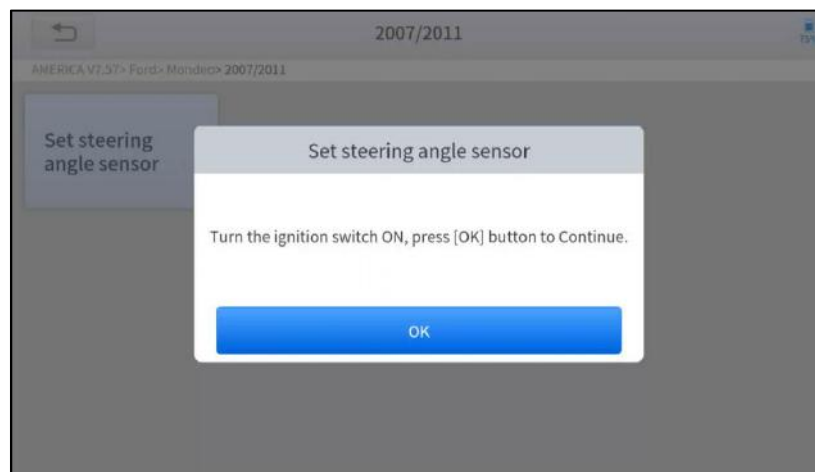 2007/2011
AMERICA V7.57> Ford> Mondeo> 2007/2011
Set steering
angle sensor
Set steering angle sensor
Turn the ignition switch ON, press [OK] button to Continue.
OK